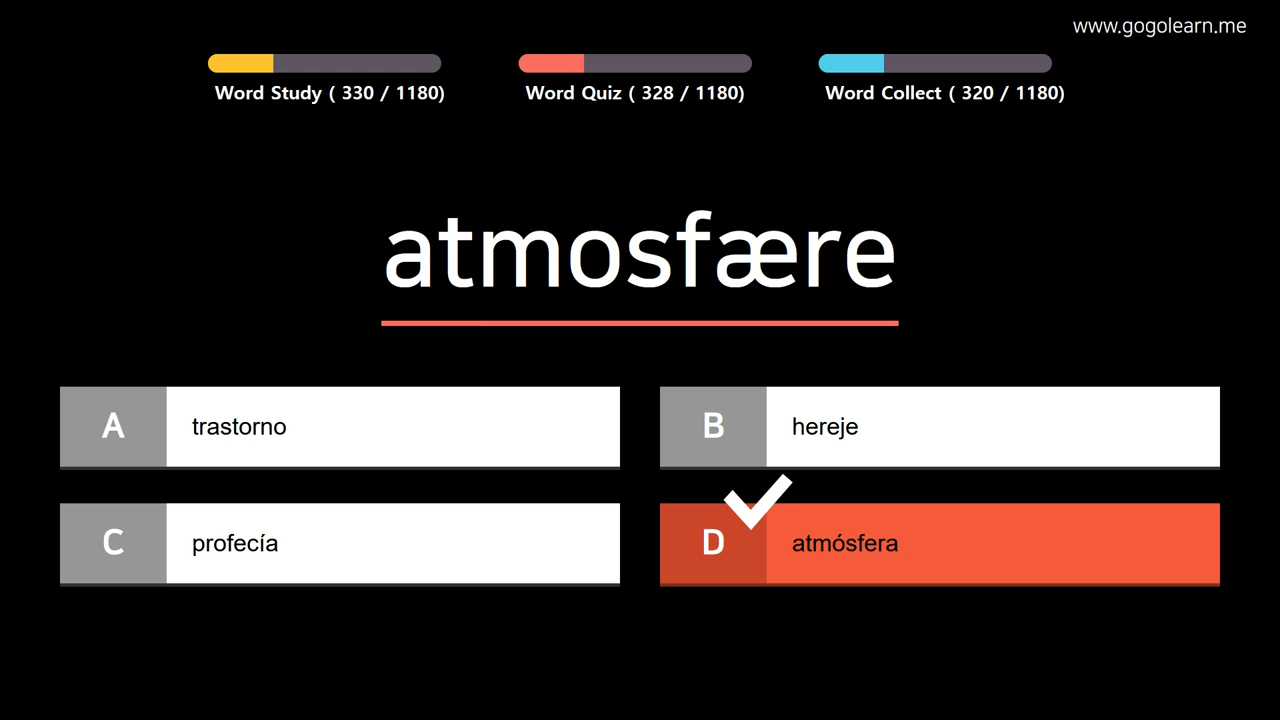 www.gogolearn.me
Word Study ( 330 / 1180)
Word Quiz ( 328 / 1180)
Word Collect ( 320 / 1180)
atmosfære
A
trastorno
B
hereje
C
profecía
D
atmósfera